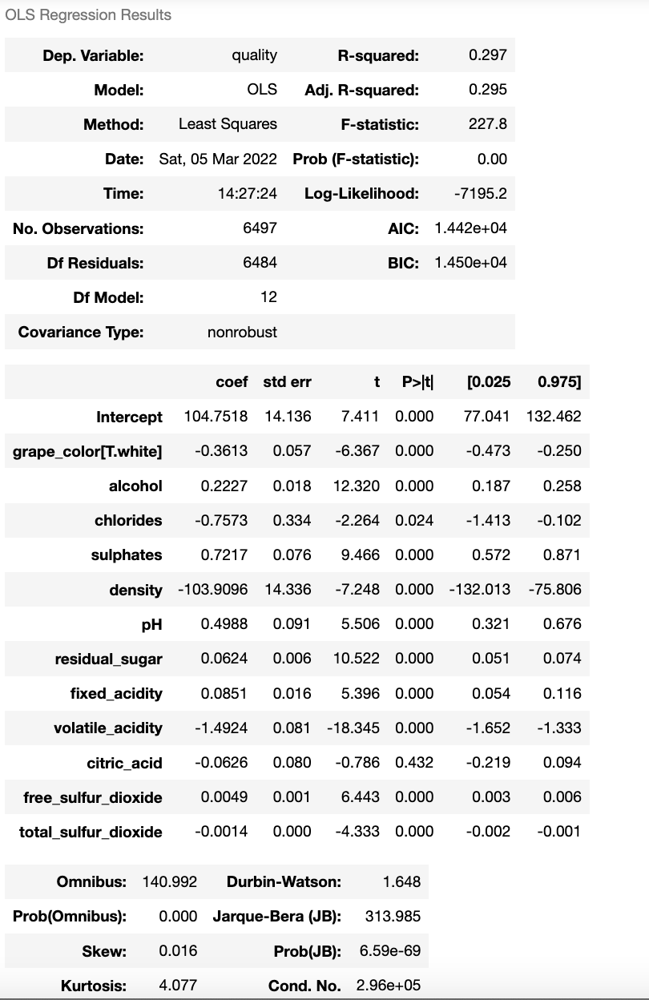 OLS Regression Results
Dep. Variable: quality R-squared: 0.297
Model: OLS Adj. R-squared: 0.295
Method: Least Squares F-statistic: 227.8
Date: Sat, 05 Mar 2022 Prob (F-statistic): 0.00
Time: 14:27:24 Log-Likelihood: -7195.2
No. Observations: 6497 AIC: 1.442e+04
Df Residuals: 6484 BIC: 1.450e+04
Df Model: 12
Covariance Type: nonrobust
coef std err t P>|t| [0.025 0.975]
Intercept 104.7518 14.136 7.411 0.000 77.041 132.462
grape_color[T.white] -0.3613 0.057 -6.367 0.000 -0.473 -0.250
alcohol 0.2227 0.018 12.320 0.000 0.187 0.258
chlorides -0.7573 0.334 -2.264 0.024 -1.413 -0.102
sulphates 0.7217 0.076 9.466 0.000 0.572 0.871
density -103.9096 14.336 -7.248 0.000 -132.013 -75.806
pH 0.4988 0.091 5.506 0.000 0.321 0.676
residual_sugar 0.0624 0.006 10.522 0.000 0.051 0.074
fixed_acidity 0.0851 0.016 5.396 0.000 0.054 0.116
volatile_acidity -1.4924 0.081 -18.345 0.000 -1.652 -1.333
citric_acid -0.0626 0.080 -0.786 0.432 -0.219 0.094
free_sulfur_dioxide 0.0049 0.001 6.443 0.000 0.003 0.006
total_sulfur_dioxide -0.0014 0.000 -4.333 0.000 -0.002 -0.001
Omnibus: 140.992 Durbin-Watson: 1.648
Prob(Omnibus): 0.000 Jarque-Bera (JB): 313.985
Skew: 0.016 Prob(JB): 6.59e-69
Kurtosis: 4.077 Cond. No. 2.96e+05